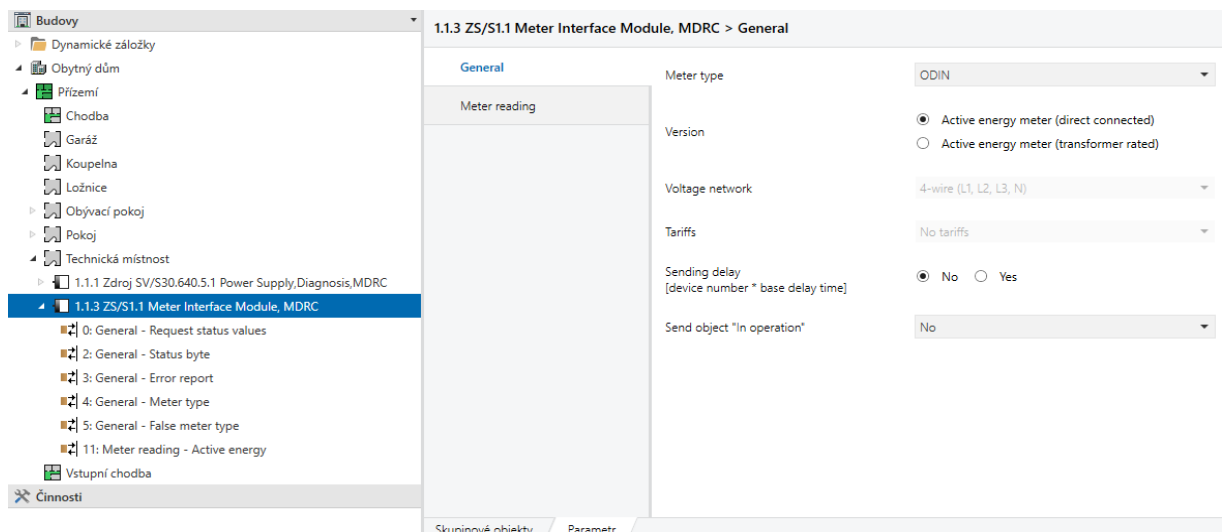 Budovy
Dynamické záložky
Obytný dům
Přízemí
Chodba
Garáž
Koupelna
Ložnice
Obývací pokoj
Pokoj
Technická místnost
1.1.1 Zdroj SV/S30.640.5.1 Power Supply,Diagnosis,MDRC
1.1.3 ZS/S1.1 Meter Interface Module, MDRC
0: General - Request status values
2: General - Status byte
3: General - Error report
4: General - Meter type
5: General - False meter type
11: Meter reading - Active energy
Vstupní chodba
Činnosti
1.1.3 ZS/S1.1 Meter Interface Module, MDRC > General
General
Meter reading
Meter type
ODIN
Version
Active energy meter (direct connected)
Active energy meter (transformer rated)
Voltage network
4-wire (L1, L2, L3, N)
Tariffs
No tariffs
Sending delay
[device number * base delay time]
No Yes
Send object "In operation"
No
Skupinové objekty Parametr